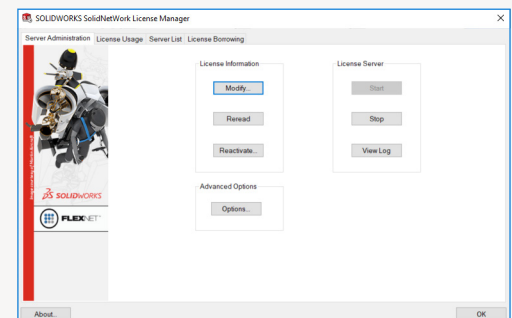 SOLIDWORKS SolidNetWork License Manager
Server Administration License Usage Server List License Borrowing
License Information
Modify...
Reread
Reactivate...
License Server
Start
Stop
View Log
Advanced Options
Options...
SOLIDWORKS
FLEXNET
About..
OK